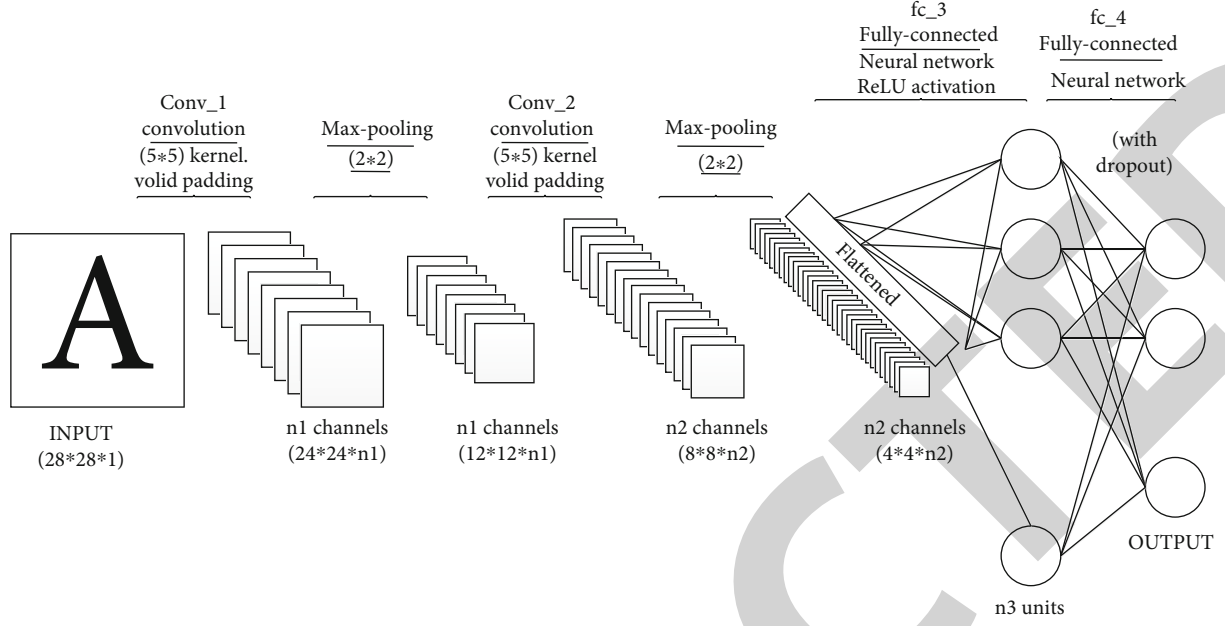 fc_3
Fully-connected
Neural network
ReLU activation
fc_4
Fully-connected
Neural network
(with
dropout)
Conv_1
convolution
(5*5) kernel.
volid padding
Max-pooling
(2*2)
Conv_2
convolution
(5*5) kernel
volid padding
Max-pooling
(2*2)
A
Flattened
INPUT
(28*28*1)
n1 channels
(24*24*n1)
n1 channels
(12*12*n1)
n2 channels
(8*8*n2)
n2 channels
(4*4*n2)
OUTPUT
n3 units
CTED